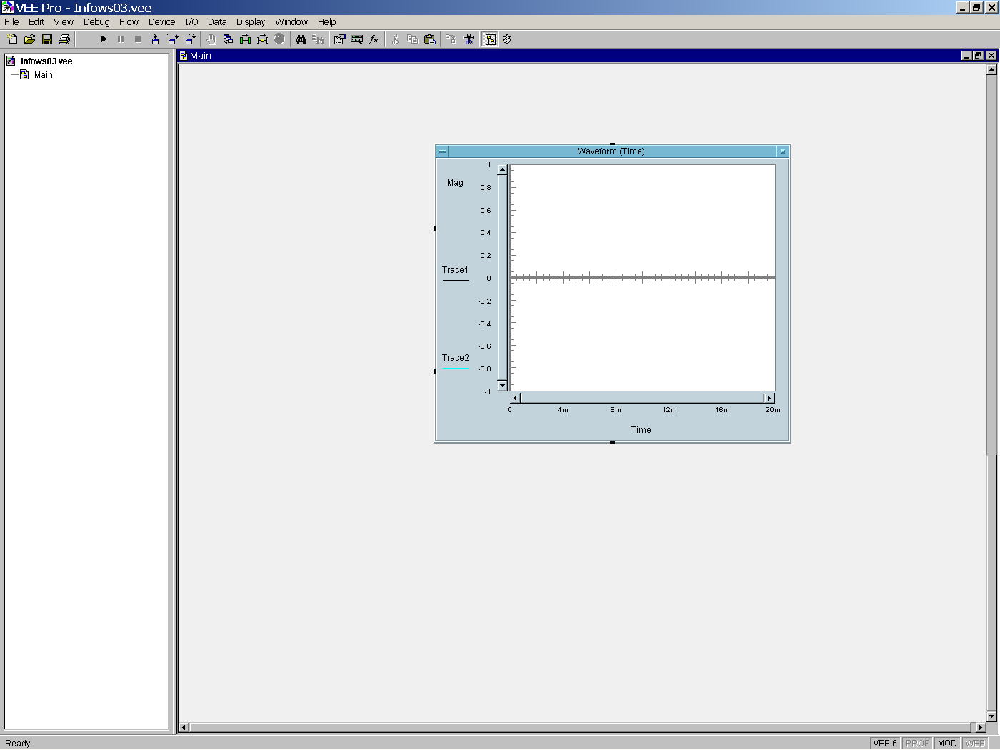 VEE Pro - Infows03.vee
File Edit View Debug Flow Device I/O Data Display Window Help
Infows03.vee
Main
Main
Waveform (Time)
Mag
Trace1
Trace2
1
0.8
0.6
0.4
0.2
0
-0.2
-0.4
-0.6
-0.8
-1
0 4m 8m 12m 16m 20m
Time
Ready
VEE 6 PROF MOD WEB